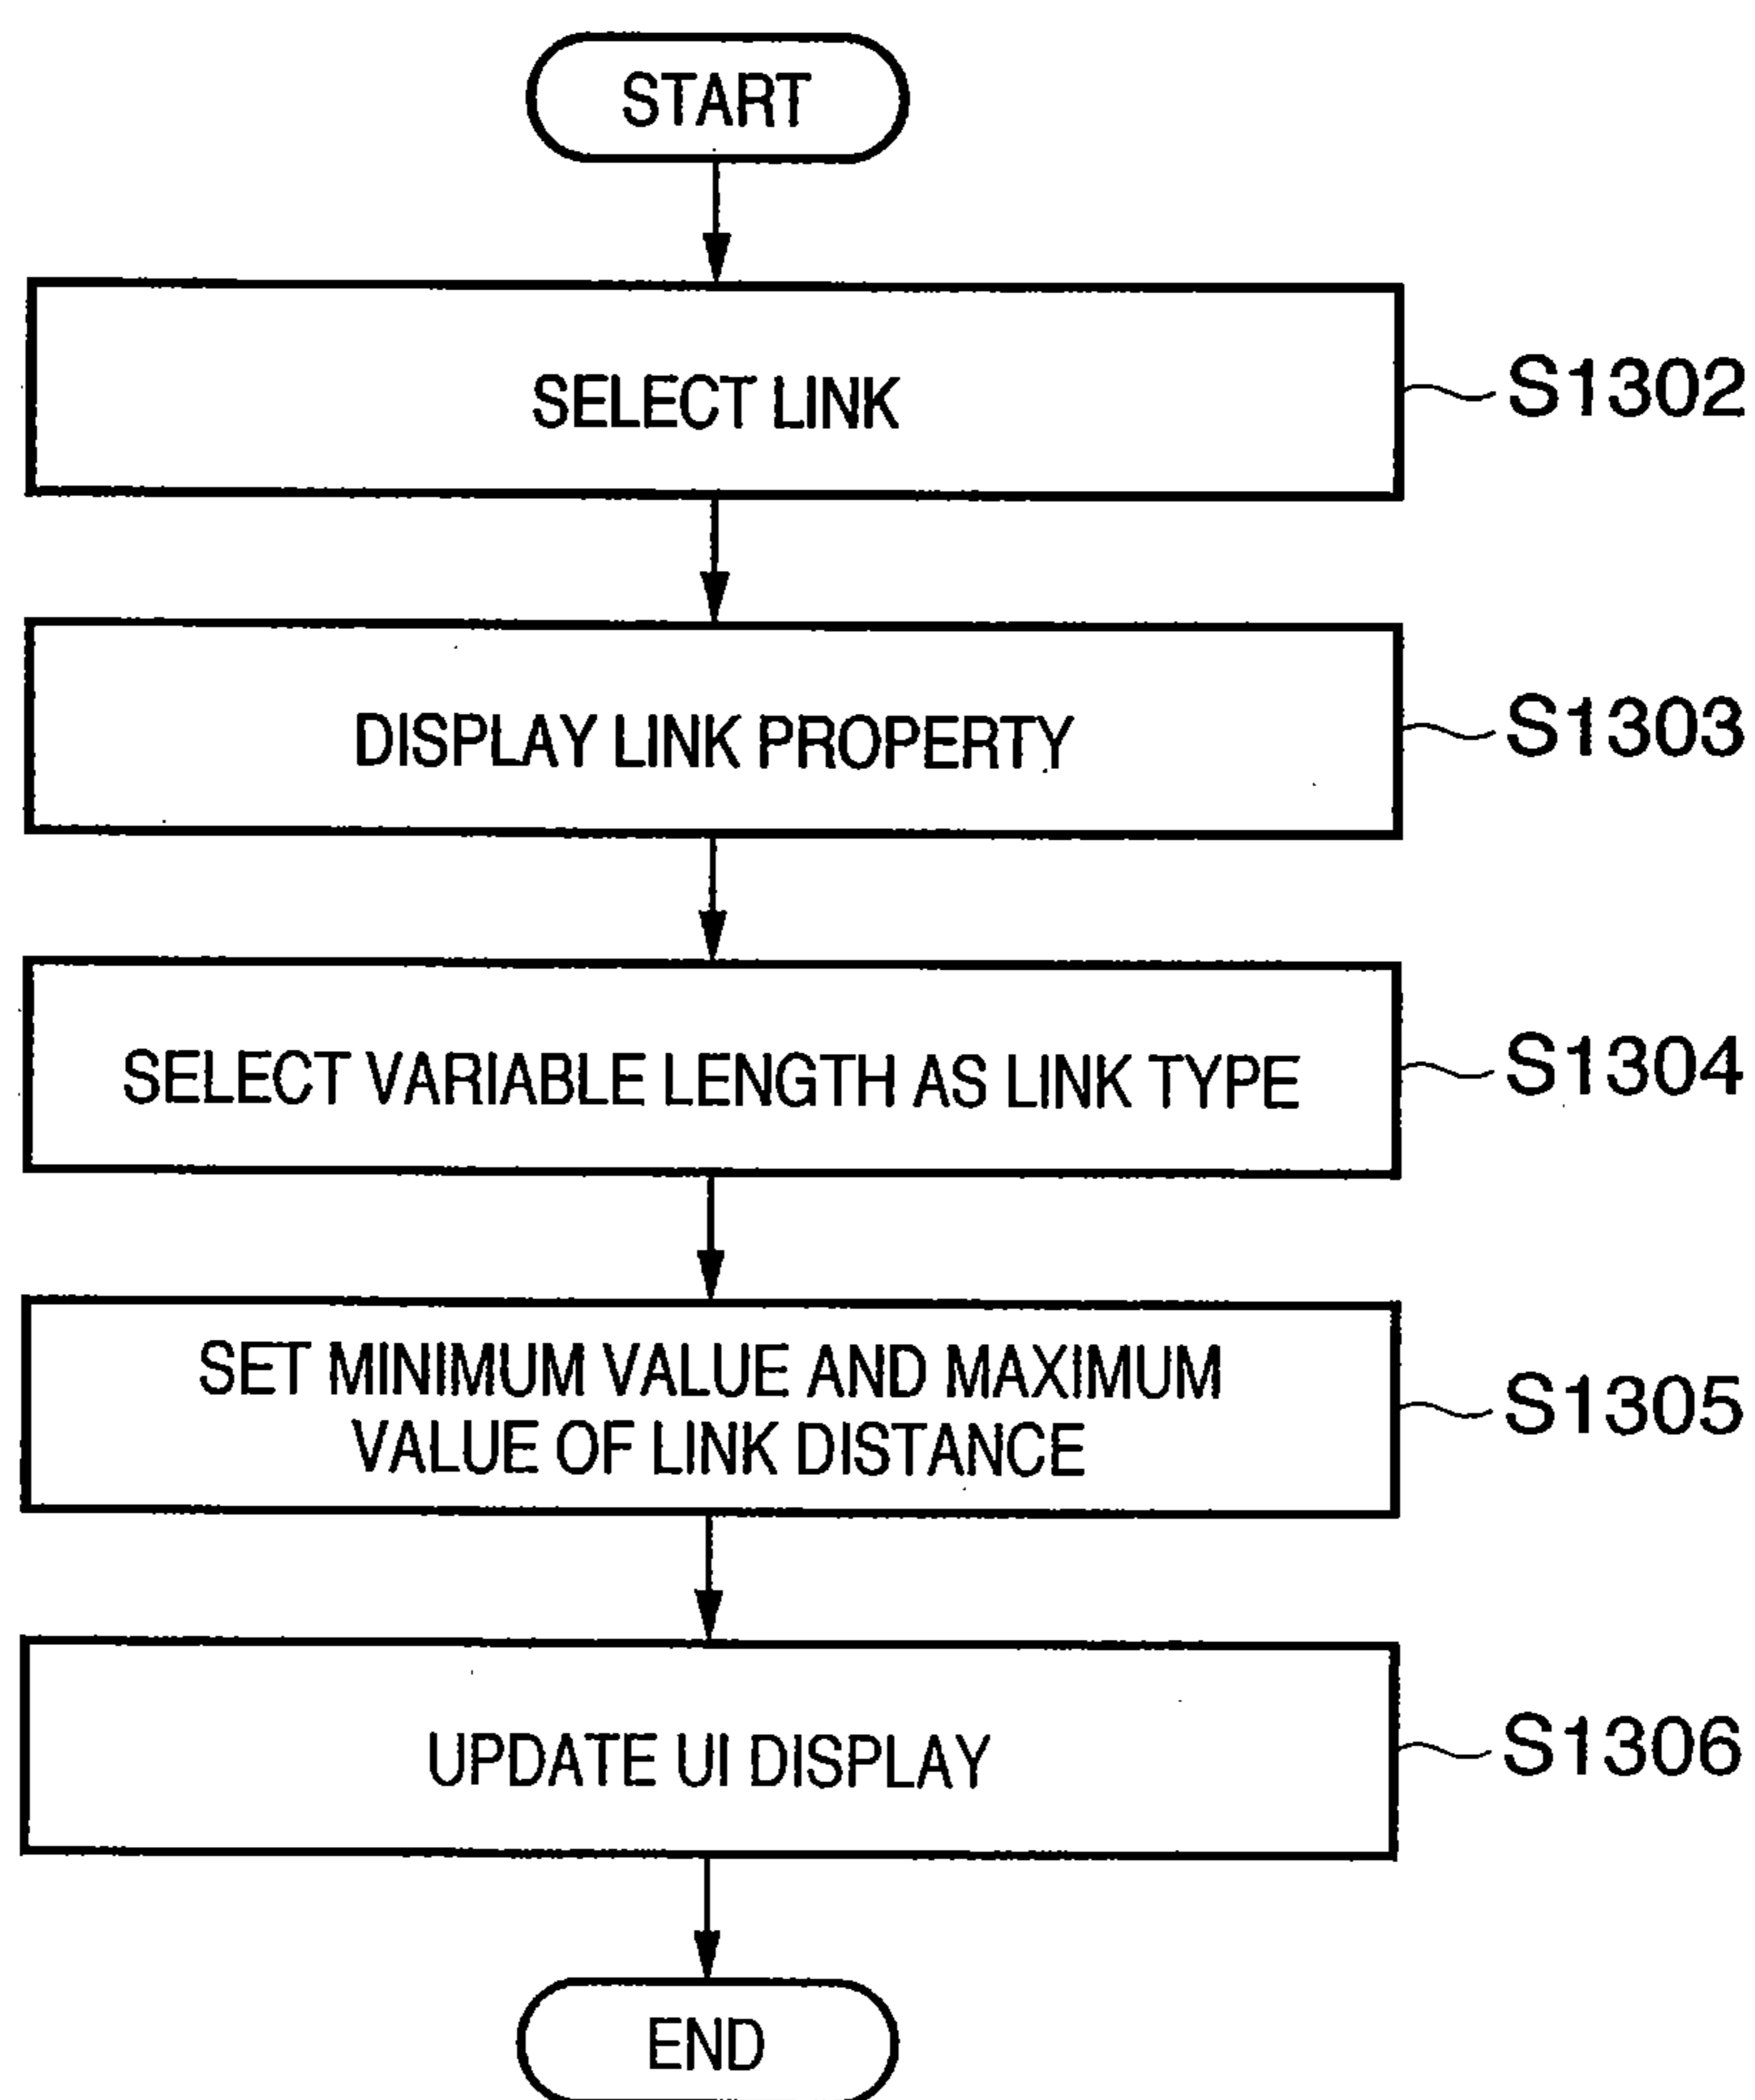 START
SELECT LINK
S1302
DISPLAY LINK PROPERTY
S1303
SELECT VARIABLE LENGTH AS LINK TYPE
S1304
SET MINIMUM VALUE AND MAXIMUM
VALUE OF LINK DISTANCE
S1305
UPDATE UI DISPLAY
S1306
END